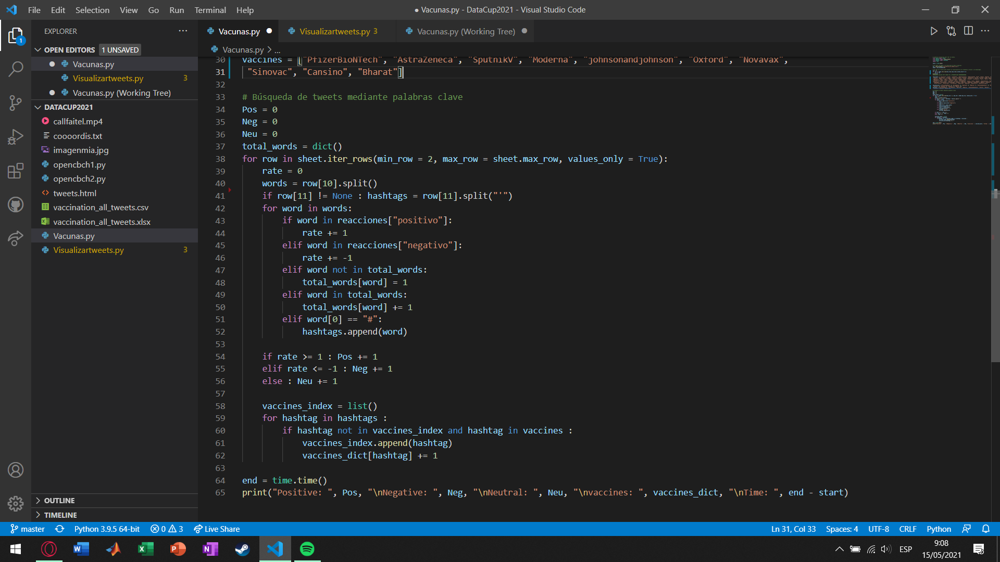 File Edit Selection View Go Run Terminal Help
● Vacunas.py - DataCup2021 - Visual Studio Code
EXPLORER
Vacunas.py
Visualizartweets.py 3
Vacunas.py (Working Tree)
OPEN EDITORS 1 UNSAVED
Vacunas.py
Visualizartweets.py 3
Vacunas.py (Working Tree)
DATACUP2021
callfaitel.mp4
coooordis.txt
imagenmia.jpg
opencbch1.py
opencbch2.py
tweets.html
vaccination_all_tweets.csv
vaccination_all_tweets.xlsx
Vacunas.py
Visualizartweets.py 3
OUTLINE
TIMELINE
1
Vacunas.py > ...
30 vaccines = ["PfizerBioNTech", "AstraZeneca", "SputnikV", "Moderna", "johnsonandjohnson", "Oxford", "Novavax",
31 "Sinovac", "Cansino", "Bharat"]
32
33 # Búsqueda de tweets mediante palabras clave
34 Pos = 0
35 Neg = 0
36 Neu = 0
37 total_words = dict()
38 for row in sheet.iter_rows(min_row = 2, max_row = sheet.max_row, values_only = True):
39 rate = 0
40 words = row[10].split()
41 if row[11] != None : hashtags = row[11].split("'")
42 for word in words:
43 if word in reacciones["positivo"]:
44 rate += 1
45 elif word in reacciones["negativo"]:
46 rate += -1
47 elif word not in total_words:
48 total_words[word] = 1
49 elif word in total_words:
50 total_words[word] += 1
51 elif word[0] == "#":
52 hashtags.append(word)
53
54 if rate >= 1 : Pos += 1
55 elif rate <= -1 : Neg += 1
56 else : Neu += 1
57
58 vaccines_index = list()
59 for hashtag in hashtags :
60 if hashtag not in vaccines_index and hashtag in vaccines :
61 vaccines_index.append(hashtag)
62 vaccines_dict[hashtag] += 1
63
64 end = time.time()
65 print("Positive: ", Pos, "\nNegative: ", Neg, "\nNeutral: ", Neu, "\nvaccines: ", vaccines_dict, "\nTime: ", end - start)
master Python 3.9.5 64-bit 0 3 Live Share
Ln 31, Col 33 Spaces: 4 UTF-8 CRLF Python
ESP
9:08
15/05/2021